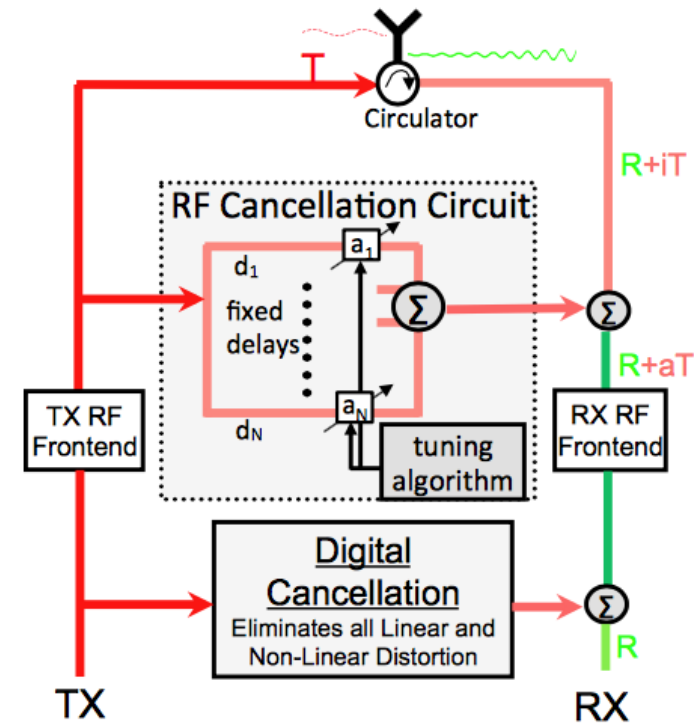 T
Circulator
R+iT
RF Cancellation Circuit
a1
d1
fixed
delays
Σ
Σ
R+aT
TX RF
Frontend
aN
dN
RX RF
Frontend
tuning
algorithm
Digital
Cancellation
Eliminates all Linear and
Non-Linear Distortion
Σ
R
TX
RX